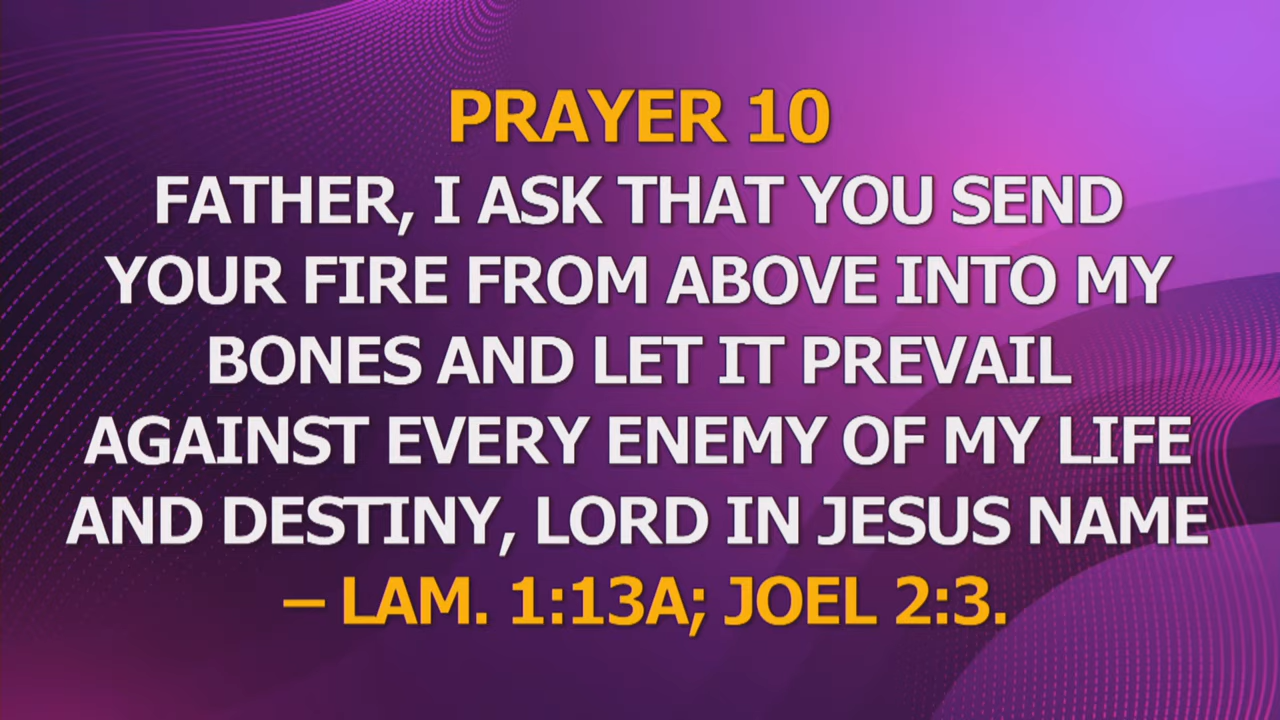 PRAYER 10
FATHER, I ASK THAT YOU SEND
YOUR FIRE FROM ABOVE INTO MY
BONES AND LET IT PREVAIL
AGAINST EVERY ENEMY OF MY LIFE
AND DESTINY, LORD IN JESUS NAME
– LAM. 1:13A; JOEL 2:3.